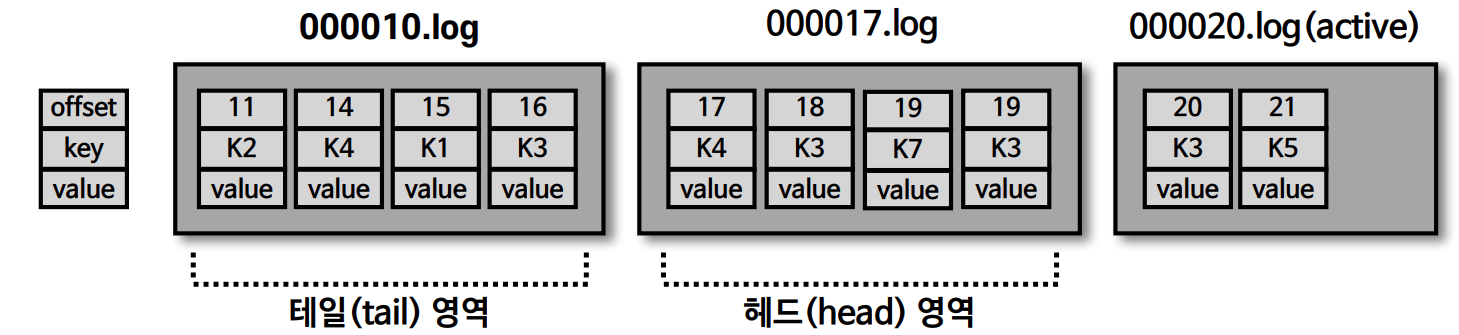 000010.log 000017.log 000020.log(active)
offset 11 14 15 16 17 18 19 19 20 21
key K2 K4 K1 K3 K4 K3 K7 K3 K3 K5
value value value value value value value value value value value
테일(tail) 영역 헤드(head) 영역